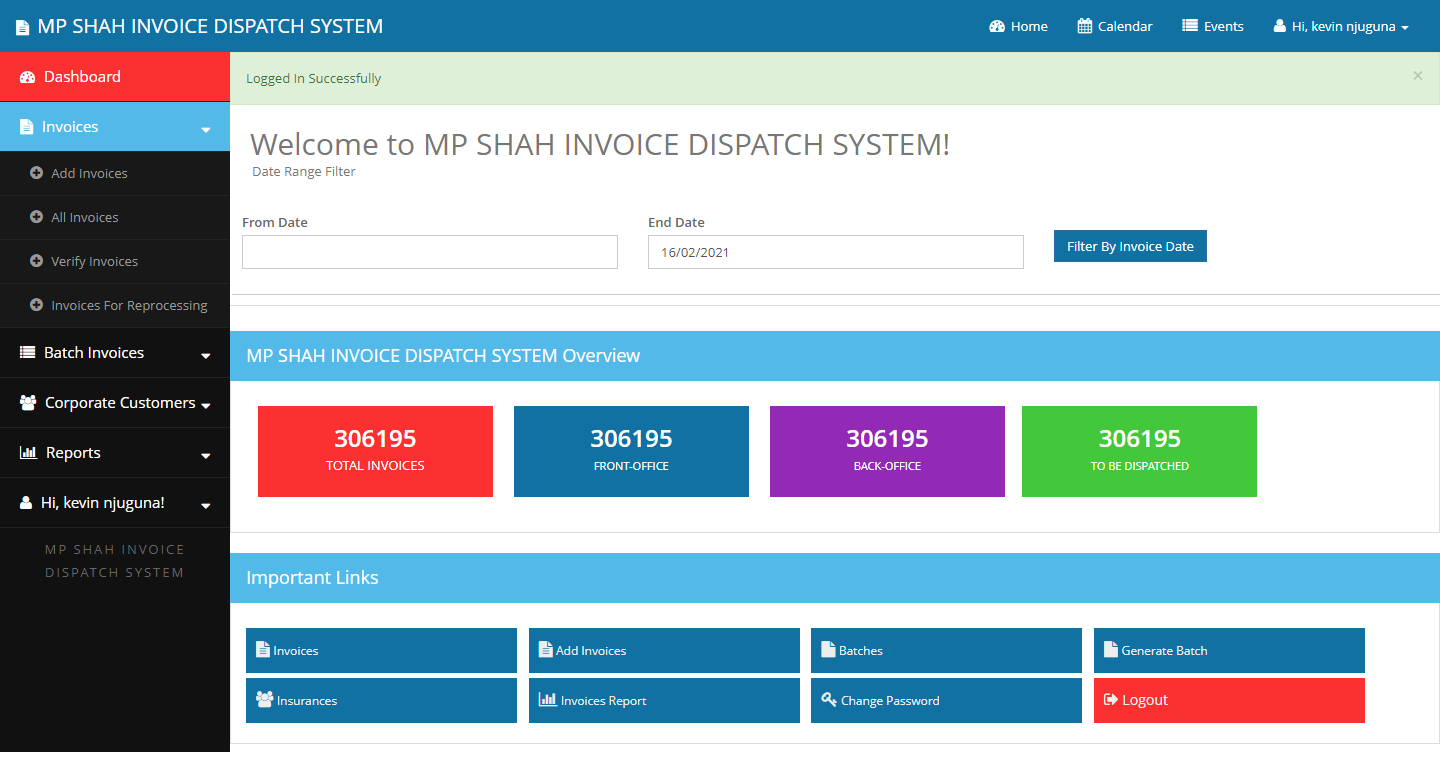 MP SHAH INVOICE DISPATCH SYSTEM
Home
Calendar
Events
Hi, kevin njuguna
Dashboard
Invoices
Add Invoices
All Invoices
Verify Invoices
Invoices For Reprocessing
Batch Invoices
Corporate Customers
Reports
Hi, kevin njuguna!
MP SHAH INVOICE
DISPATCH SYSTEM
Logged In Successfully
×
Welcome to MP SHAH INVOICE DISPATCH SYSTEM!
Date Range Filter
From Date
End Date
16/02/2021
Filter By Invoice Date
MP SHAH INVOICE DISPATCH SYSTEM Overview
306195
TOTAL INVOICES
306195
FRONT-OFFICE
306195
BACK-OFFICE
306195
TO BE DISPATCHED
Important Links
Invoices
Add Invoices
Batches
Generate Batch
Insurances
Invoices Report
Change Password
Logout